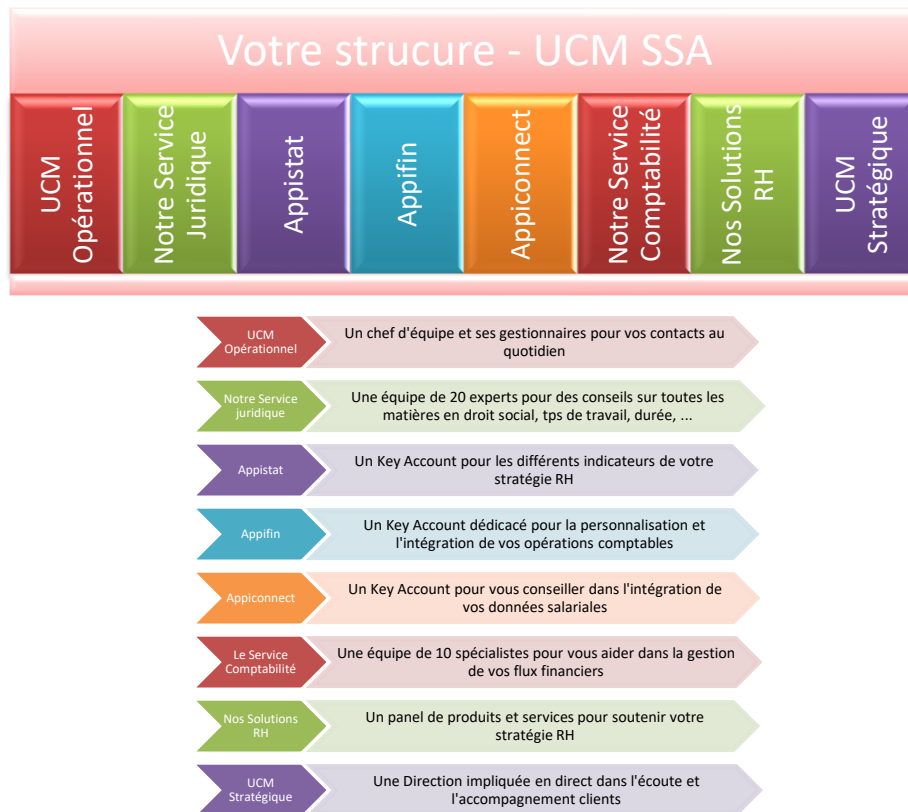 Votre strucure - UCM SSA
UCM
Opérationnel
Notre Service
Juridique
Appistat
Appifin
Appiconnect
Notre Service
Comptabilité
Nos Solutions
RH
UCM
Stratégique
UCM
Opérationnel
Un chef d'équipe et ses gestionnaires pour vos contacts au
quotidien
Notre Service
juridique
Une équipe de 20 experts pour des conseils sur toutes les
matières en droit social, tps de travail, durée, ...
Appistat
Un Key Account pour les différents indicateurs de votre
stratégie RH
Appifin
Un Key Account dédicacé pour la personnalisation et
l'intégration de vos opérations comptables
Appiconnect
Un Key Account pour vous conseiller dans l'intégration de
vos données salariales
Le Service
Comptabilité
Une équipe de 10 spécialistes pour vous aider dans la gestion
de vos flux financiers
Nos Solutions
RH
Un panel de produits et services pour soutenir votre
stratégie RH
UCM
Stratégique
Une Direction impliquée en direct dans l'écoute et
l'accompagnement clients